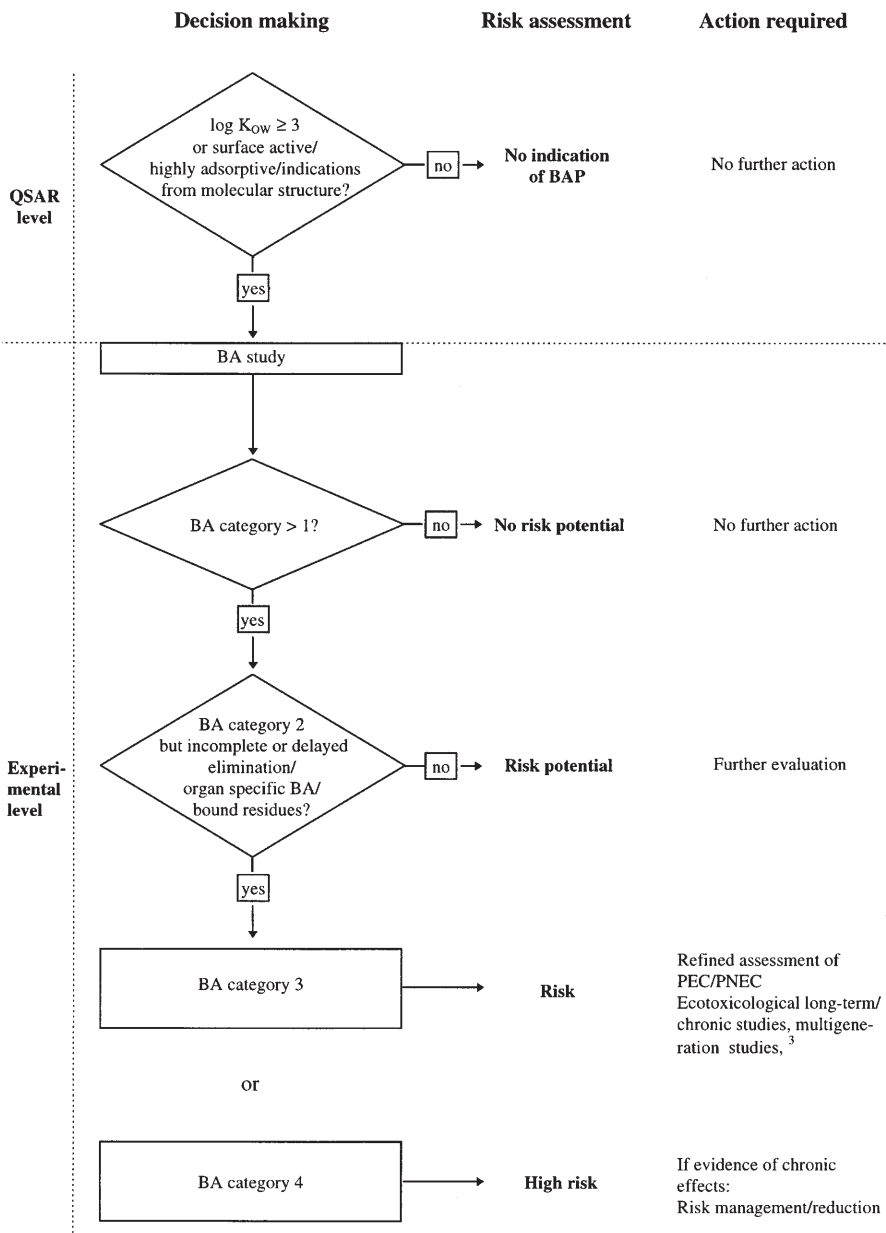 Decision making
Risk assessment
Action required
QSAR
level
log KOW ≥ 3
or surface active/
highly adsorptive/indications
from molecular structure?
no
No indication
of BAP
No further action
yes
BA study
BA category > 1?
no
No risk potential
No further action
yes
Experi-
mental
level
BA category 2
but incomplete or delayed
elimination/
organ specific BA/
bound residues?
no
Risk potential
Further evaluation
yes
BA category 3
Risk
Refined assessment of
PEC/PNEC
Ecotoxicological long-term/
chronic studies, multigene-
ration studies, 3
or
BA category 4
High risk
If evidence of chronic
effects:
Risk management/reduction